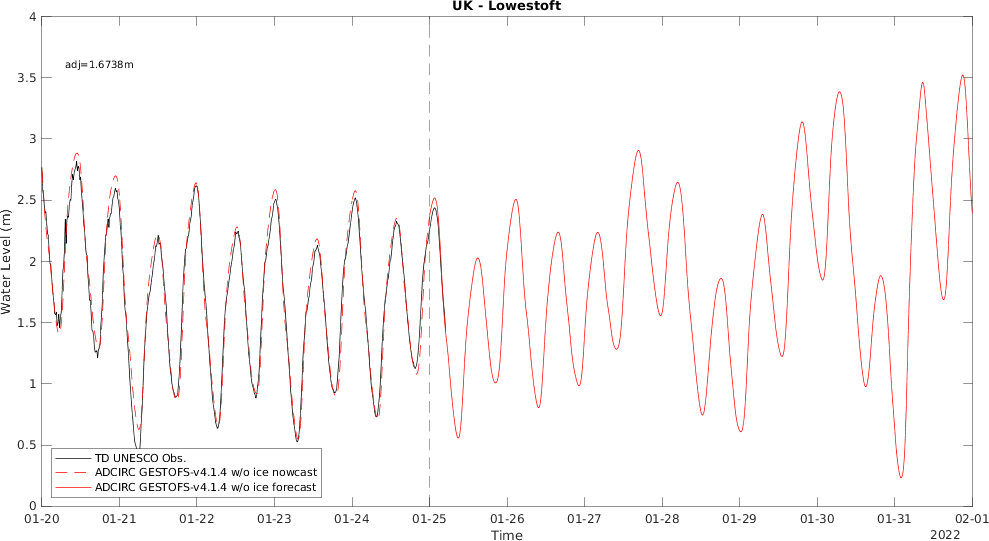 UK - Lowestoft
adj=1.6738m
Water Level (m)
4
3.5
3
2.5
2
1.5
1
0.5
0
TD UNESCO Obs.
ADCIRC GESTOFS-v4.1.4 w/o ice nowcast
ADCIRC GESTOFS-v4.1.4 w/o ice forecast
01-20 01-21 01-22 01-23 01-24 01-25 01-26 01-27 01-28 01-29 01-30 01-31 02-01
Time
2022